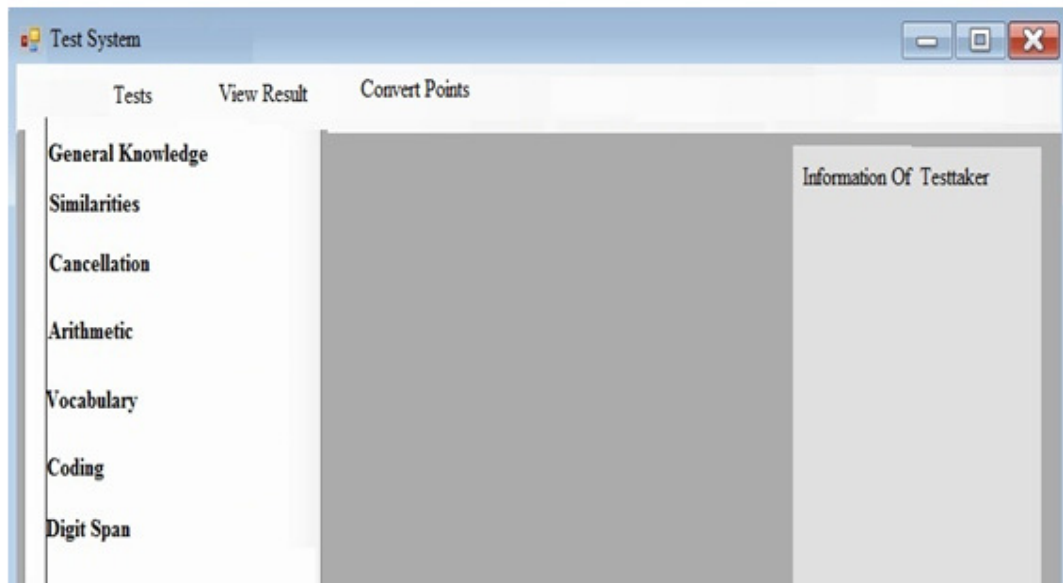 Test System
Tests View Result Convert Points
General Knowledge
Similarities
Cancellation
Arithmetic
Vocabulary
Coding
Digit Span
Information Of Testtaker